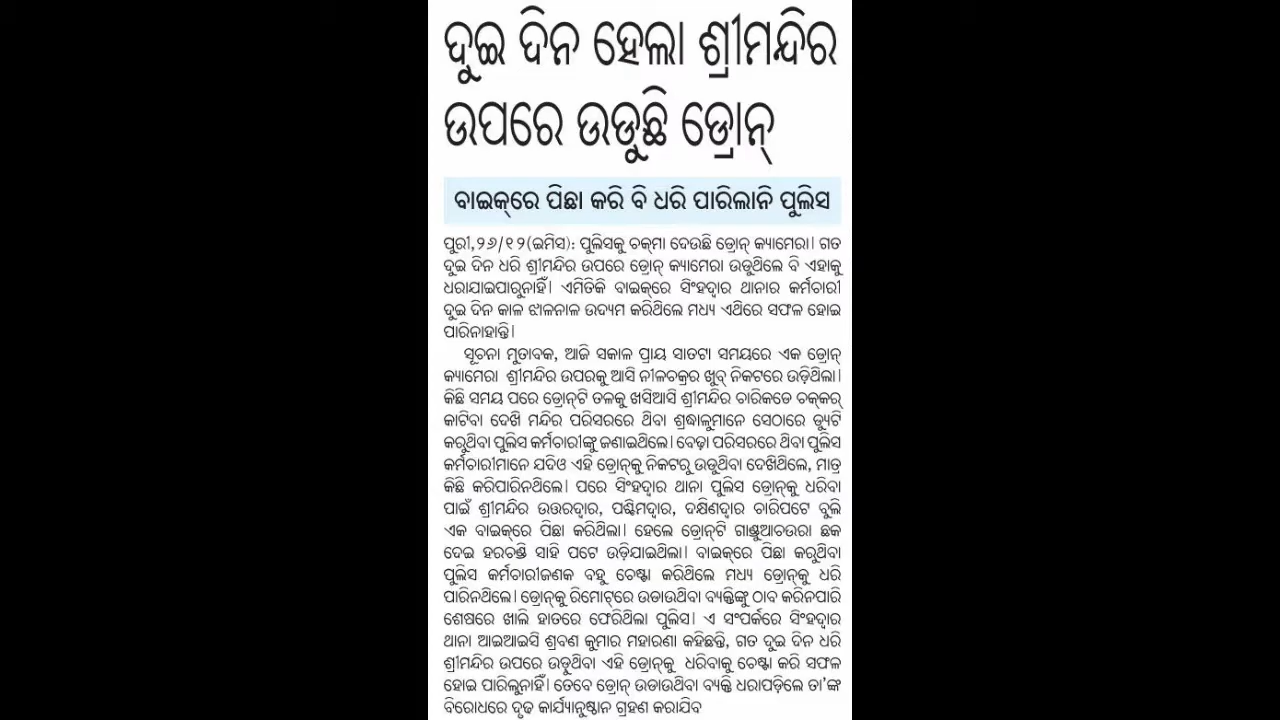 ଦୁଇ ଦିନ ହେଲା ଶ୍ରୀମନ୍ଦିର
ଉପରେ ଉଡୁଛି ଡ୍ରୋନ୍
ବାଇକ୍‌ରେ ପିଛା କରି ବି ଧରି ପାରିଲାନି ପୁଲିସ
ପୁରୀ,୨୬/୧୨(ଇମିସ): ପୁଲିସକୁ ଚକ୍‌ମା ଦେଉଛି ଡ୍ରୋନ୍ କ୍ୟାମେରା। ଗତ
ଦୁଇ ଦିନ ଧରି ଶ୍ରୀମନ୍ଦିର ଉପରେ ଡ୍ରୋନ୍ କ୍ୟାମେରା ଉଡୁଥିଲେ ବି ଏହାକୁ
ଧରାଯାଇପାରୁନାହିଁ। ଏମିତିକି ବାଇକ୍‌ରେ ସିଂହଦ୍ୱାର ଥାନାର କର୍ମଚାରୀ
ଦୁଇ ଦିନ କାଳ ଝାଳନାଳ ଉଦ୍ୟମ କରିଥିଲେ ମଧ୍ୟ ଏଥିରେ ସଫଳ ହୋଇ
ପାରିନାହାନ୍ତି।
ସୂଚନା ମୁତାବକ, ଆଜି ସକାଳ ପ୍ରାୟ ସାତଟା ସମୟରେ ଏକ ଡ୍ରୋନ୍
କ୍ୟାମେରା ଶ୍ରୀମନ୍ଦିର ଉପରକୁ ଆସି ନୀଳଚକ୍ରର ଖୁବ୍ ନିକଟରେ ଉଡ଼ିଥିଲା।
କିଛି ସମୟ ପରେ ଡ୍ରୋନ୍‌ଟି ତଳକୁ ଖସିଆସି ଶ୍ରୀମନ୍ଦିର ଚାରିକଡେ ଚକ୍‌କର୍
କାଟିବା ଦେଖି ମନ୍ଦିର ପରିସରରେ ଥିବା ଶ୍ରଦ୍ଧାଳୁମାନେ ସେଠାରେ ଡ୍ୟୁଟି
କରୁଥିବା ପୁଲିସ କର୍ମଚାରୀଙ୍କୁ ଜଣାଇଥିଲେ। ବେଢ଼ା ପରିସରରେ ଥିବା ପୁଲିସ
କର୍ମଚାରୀମାନେ ଯଦିଓ ଏହି ଡ୍ରୋନ୍‌କୁ ନିକଟରୁ ଉଡୁଥିବା ଦେଖିଥିଲେ, ମାତ୍ର
କିଛି କରିପାରିନଥିଲେ। ପରେ ସିଂହଦ୍ୱାର ଥାନା ପୁଲିସ ଡ୍ରୋନ୍‌କୁ ଧରିବା
ପାଇଁ ଶ୍ରୀମନ୍ଦିର ଉତ୍ତରଦ୍ୱାର, ପଶ୍ଚିମଦ୍ୱାର, ଦକ୍ଷିଣଦ୍ୱାର ଚାରିପଟେ ବୁଲି
ଏକ ବାଇକ୍‌ରେ ପିଛା କରିଥିଲା। ହେଲେ ଡ୍ରୋନ୍‌ଟି ଗାଣ୍ଡୁଆଚଉରା ଛକ
ଦେଇ ହରଚଣ୍ଡି ସାହି ପଟେ ଉଡ଼ିଯାଇଥିଲା। ବାଇକ୍‌ରେ ପିଛା କରୁଥିବା
ପୁଲିସ କର୍ମଚାରୀଜଣକ ବହୁ ଚେଷ୍ଟା କରିଥିଲେ ମଧ୍ୟ ଡ୍ରୋନ୍‌କୁ ଧରି
ପାରିନଥିଲେ। ଡ୍ରୋନ୍‌କୁ ରିମୋଟ୍‌ରେ ଉଡାଉଥିବା ବ୍ୟକ୍ତିଙ୍କୁ ଠାବ କରିନପାରି
ଶେଷରେ ଖାଲି ହାତରେ ଫେରିଥିଲା ପୁଲିସ। ଏ ସଂପର୍କରେ ସିଂହଦ୍ୱାର
ଥାନା ଆଇଆଇସି ଶ୍ରବଣ କୁମାର ମହାରଣା କହିଛନ୍ତି, ଗତ ଦୁଇ ଦିନ ଧରି
ଶ୍ରୀମନ୍ଦିର ଉପରେ ଉଡୁଥିବା ଏହି ଡ୍ରୋନ୍‌କୁ ଧରିବାକୁ ଚେଷ୍ଟା କରି ସଫଳ
ହୋଇ ପାରିଲୁନାହିଁ। ତେବେ ଡ୍ରୋନ୍ ଉଡାଉଥିବା ବ୍ୟକ୍ତି ଧରାପଡ଼ିଲେ ତା'ଙ୍କ
ବିରୋଧରେ ଦୃଢ କାର୍ଯ୍ୟାନୁଷ୍ଠାନ ଗ୍ରହଣ କରାଯିବ